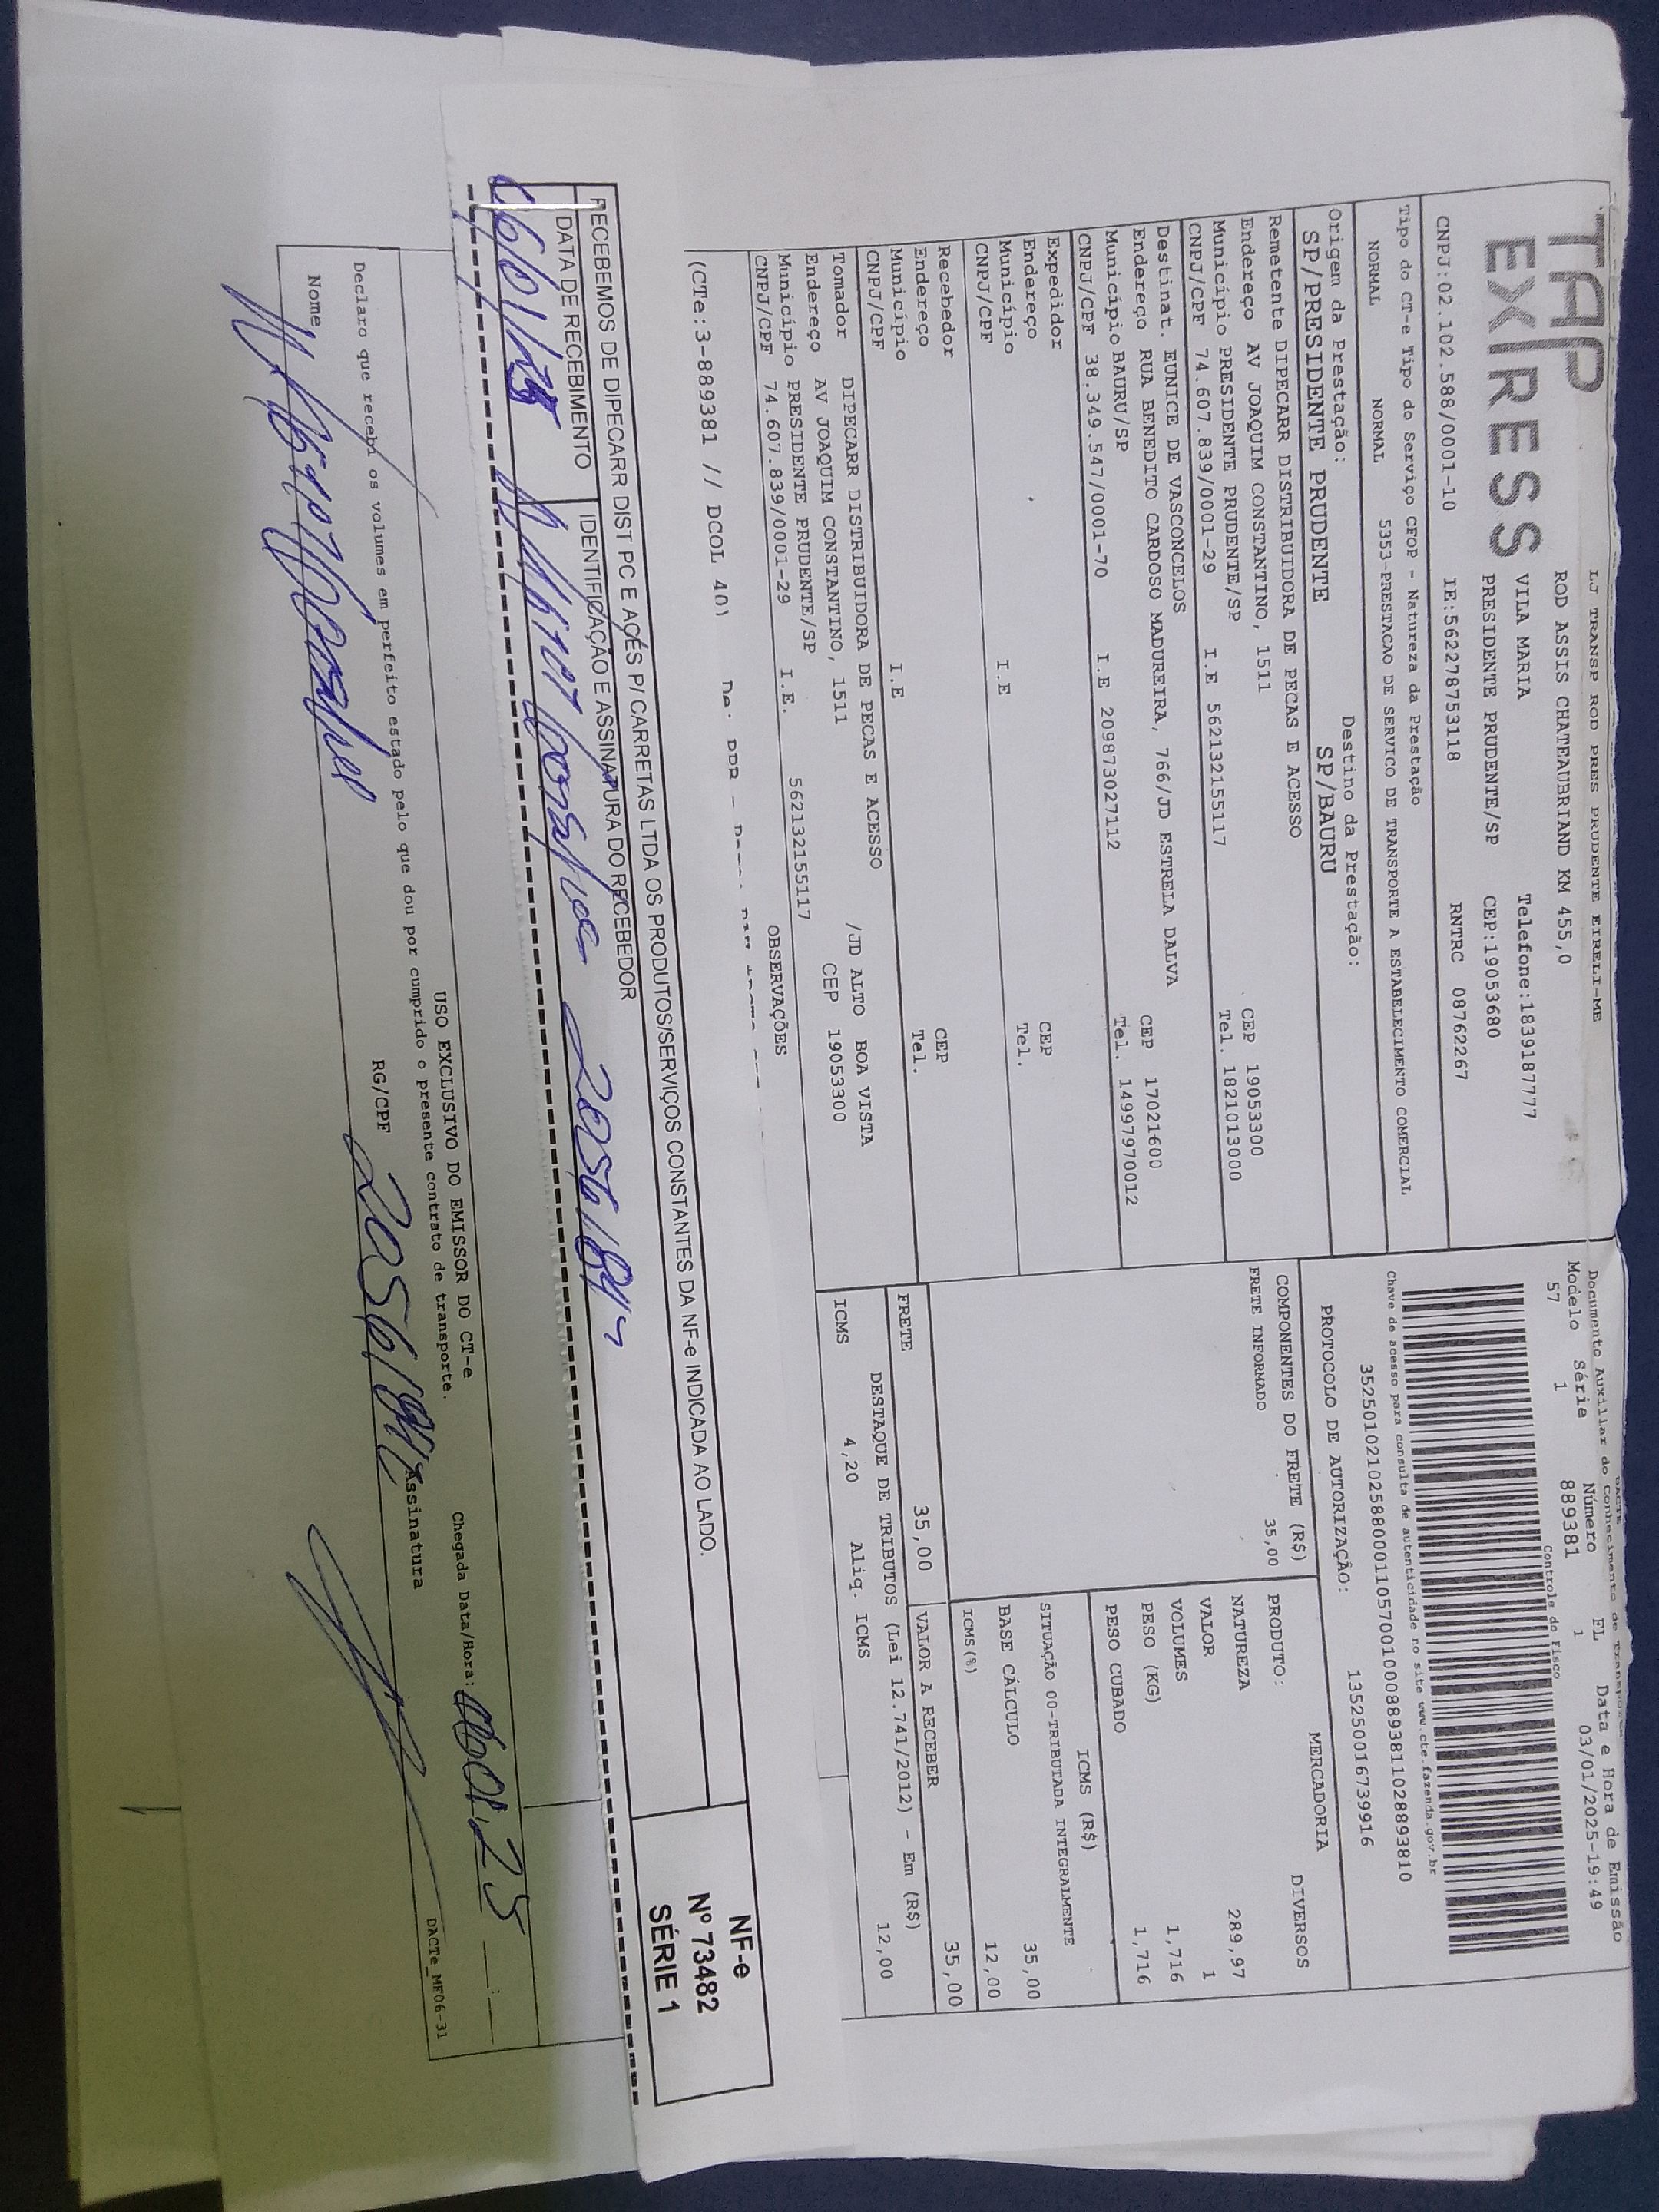 TAP EXPRESS
LJ TRANSP ROD PRES PRUDENTE EIRELI-ME
ROD ASSIS CHATEAUBRIAND KM 455,0
VILA MARIA Telefone:1839187777
PRESIDENTE PRUDENTE/SP CEP:19053680
CNPJ:02.102.588/0001-10 IE:562278753118 RNTRC 08762267
Documento Auxiliar do Conhecimento de Transporte
Modelo Série Número FL Data e Hora de Emissão
57 1 889381 1 03/01/2025-19:49
Controle do Fisco
Chave de acesso para consulta de autenticidade no site www.cte.fazenda.gov.br
35250102102588000110570010008893811028893810
PROTOCOLO DE AUTORIZAÇÃO: 135250016739916
Tipo do CT-e Tipo do Serviço CFOP - Natureza da Prestação
NORMAL NORMAL 5353-PRESTACAO DE SERVICO DE TRANSPORTE A ESTABELECIMENTO COMERCIAL
Origem da Prestação: Destino da Prestação:
SP/PRESIDENTE PRUDENTE SP/BAURU
Remetente DIPECARR DISTRIBUIDORA DE PECAS E ACESSO
Endereço AV JOAQUIM CONSTANTINO, 1511 CEP 19053300
Município PRESIDENTE PRUDENTE/SP Tel. 1821013000
CNPJ/CPF 74.607.839/0001-29 I.E 562132155117
Destinat. EUNICE DE VASCONCELOS
Endereço RUA BENEDITO CARDOSO MADUREIRA, 766/JD ESTRELA DALVA CEP 17021600
Município BAURU/SP Tel. 14997970012
CNPJ/CPF 38.349.547/0001-70 I.E 209873027112
Expedidor
Endereço CEP
Município Tel.
CNPJ/CPF I.E
Recebedor
Endereço CEP
Município Tel.
CNPJ/CPF I.E
Tomador DIPECARR DISTRIBUIDORA DE PECAS E ACESSO
Endereço AV JOAQUIM CONSTANTINO, 1511 /JD ALTO BOA VISTA
Município PRESIDENTE PRUDENTE/SP CEP 19053300
CNPJ/CPF 74.607.839/0001-29 I.E. 562132155117
COMPONENTES DO FRETE (R$)
FRETE INFORMADO 35,00
MERCADORIA
PRODUTO: DIVERSOS
NATUREZA
VALOR 289,97
VOLUMES 1
PESO (KG) 1,716
PESO CUBADO 1,716
ICMS (R$)
SITUAÇÃO 00-TRIBUTADA INTEGRALMENTE
BASE CÁLCULO 35,00
ICMS(%) 12,00
FRETE 35,00 VALOR A RECEBER 35,00
DESTAQUE DE TRIBUTOS (Lei 12.741/2012) - Em (R$)
ICMS 4,20 Aliq. ICMS 12,00
OBSERVAÇÕES
(CTe:3-889381 // DCOL 40)
RECEBEMOS DE DIPECARR DIST PC E ACÉS P/ CARRETAS LTDA OS PRODUTOS/SERVIÇOS CONSTANTES DA NF-e INDICADA AO LADO.
DATA DE RECEBIMENTO IDENTIFICAÇÃO E ASSINATURA DO RECEBEDOR
NF-e
Nº 73482
SÉRIE 1
06/01/25
USO EXCLUSIVO DO EMISSOR DO CT-e
Declaro que recebi os volumes em perfeito estado pelo que dou por cumprido o presente contrato de transporte.
Chegada Data/Hora: 06.01.25 __:__
Nome RG/CPF Assinatura
DACTe_MF06-31